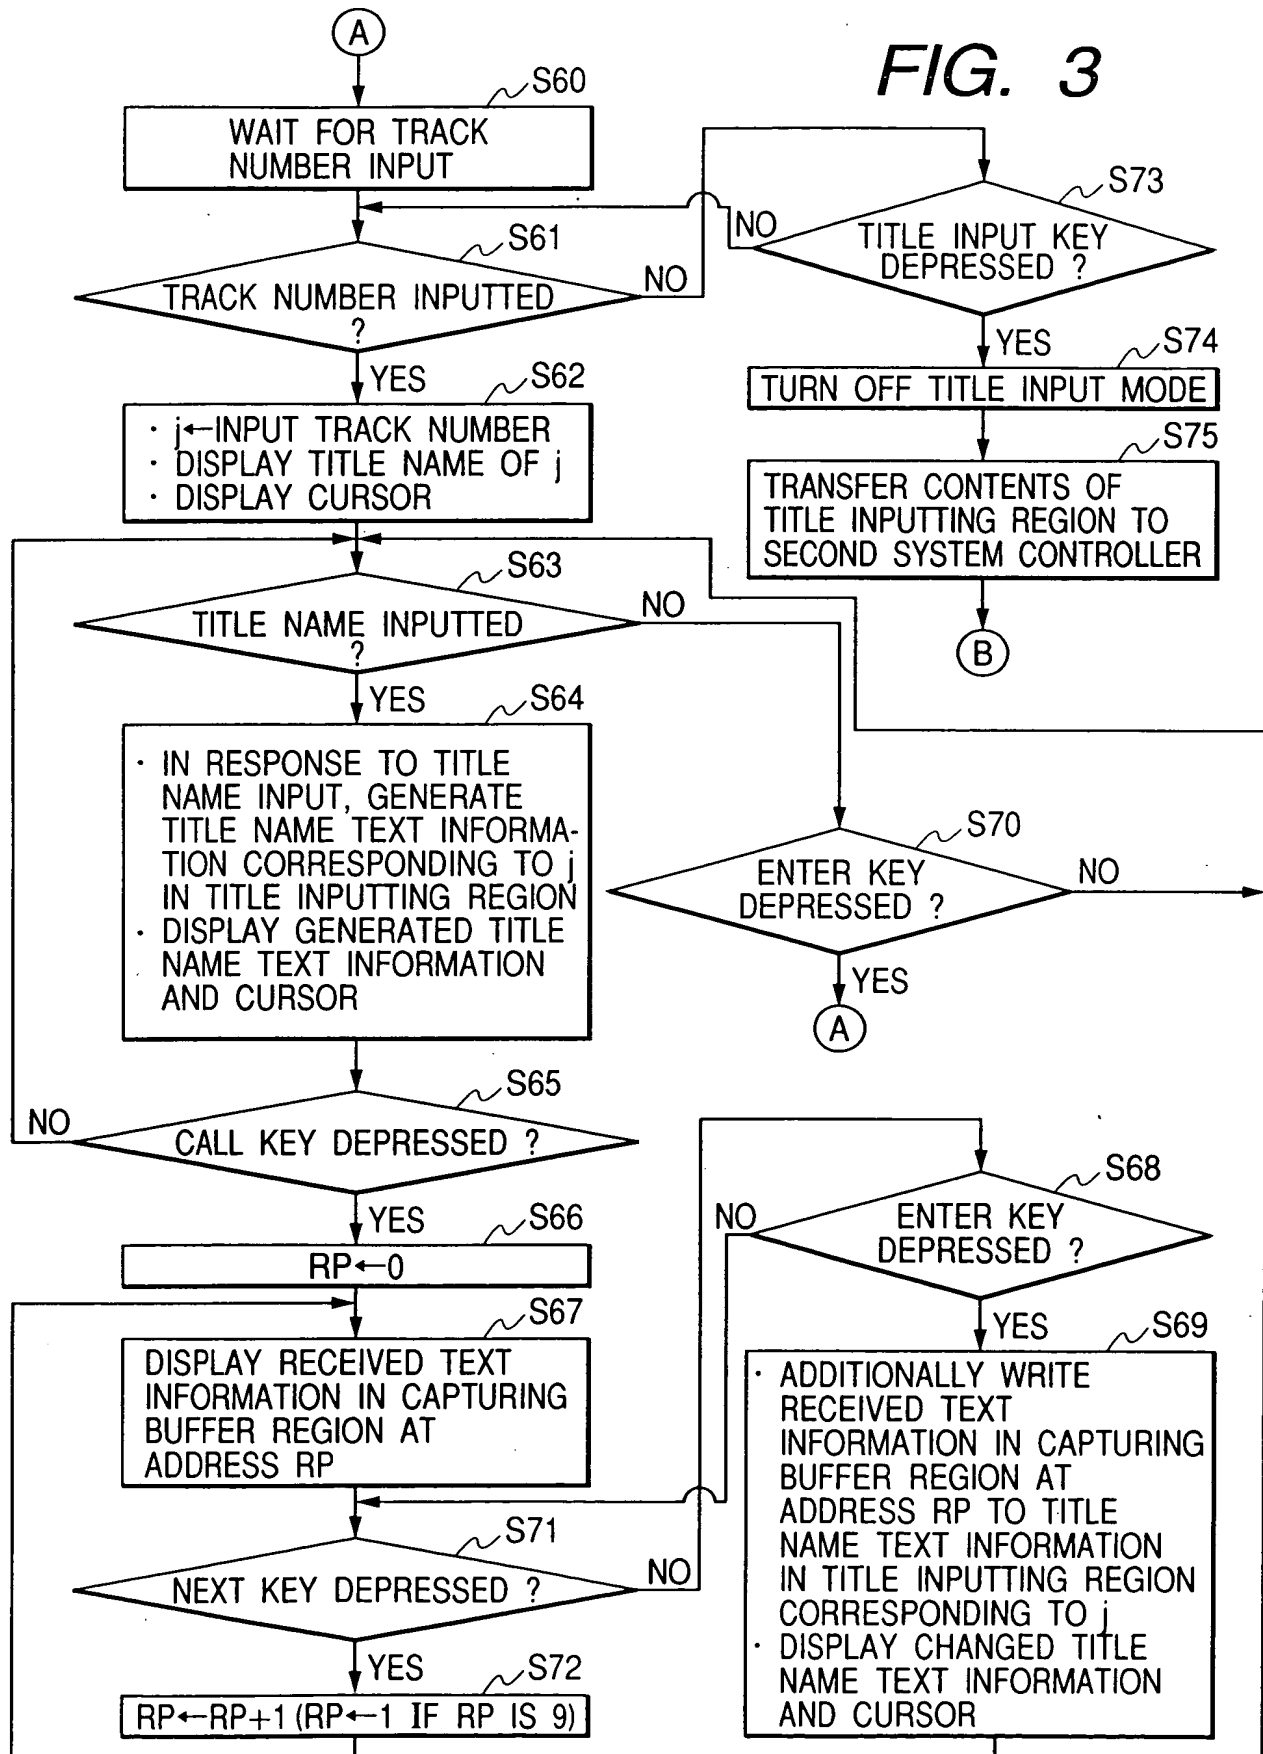 A
FIG. 3
S60
WAIT FOR TRACK
NUMBER INPUT
S61
TRACK NUMBER INPUTTED
?
NO
YES
S62
· j←INPUT TRACK NUMBER
· DISPLAY TITLE NAME OF j
· DISPLAY CURSOR
S63
TITLE NAME INPUTTED
?
NO
YES
S64
· IN RESPONSE TO TITLE
NAME INPUT, GENERATE
TITLE NAME TEXT INFORMA-
TION CORRESPONDING TO j
IN TITLE INPUTTING REGION
· DISPLAY GENERATED TITLE
NAME TEXT INFORMATION
AND CURSOR
S65
CALL KEY DEPRESSED ?
NO
YES
S66
RP←0
S67
DISPLAY RECEIVED TEXT
INFORMATION IN CAPTURING
BUFFER REGION AT
ADDRESS RP
S71
NEXT KEY DEPRESSED ?
NO
YES
S72
RP←RP+1 (RP←1 IF RP IS 9)
S73
TITLE INPUT KEY
DEPRESSED ?
NO
YES
S74
TURN OFF TITLE INPUT MODE
S75
TRANSFER CONTENTS OF
TITLE INPUTTING REGION TO
SECOND SYSTEM CONTROLLER
B
S70
ENTER KEY
DEPRESSED ?
NO
YES
A
S68
ENTER KEY
DEPRESSED ?
NO
YES
S69
· ADDITIONALLY WRITE
RECEIVED TEXT
INFORMATION IN CAPTURING
BUFFER REGION AT
ADDRESS RP TO TITLE
NAME TEXT INFORMATION
IN TITLE INPUTTING REGION
CORRESPONDING TO j
· DISPLAY CHANGED TITLE
NAME TEXT INFORMATION
AND CURSOR